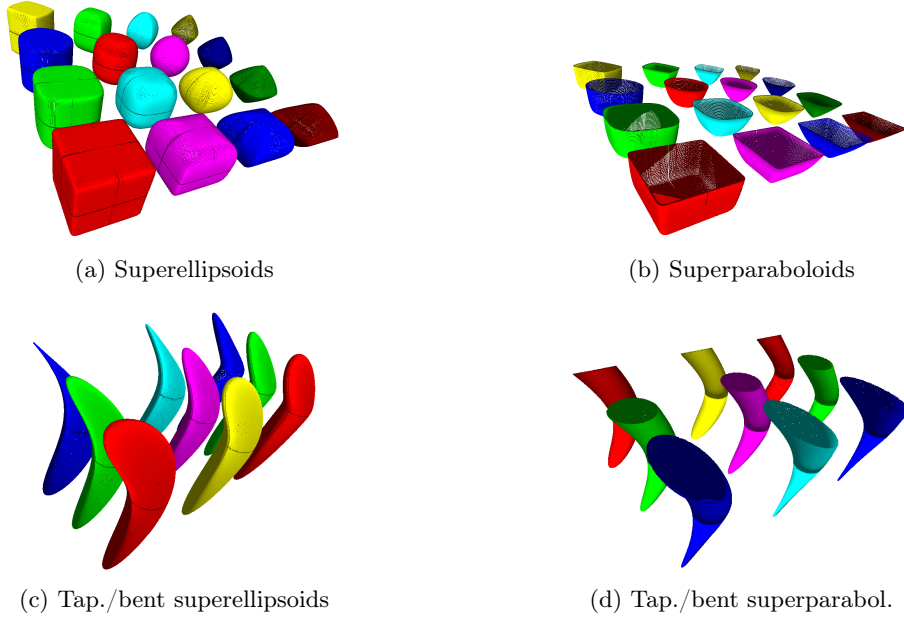 (a) Superellipsoids
(b) Superparaboloids
(c) Tap./bent superellipsoids
(d) Tap./bent superparabol.